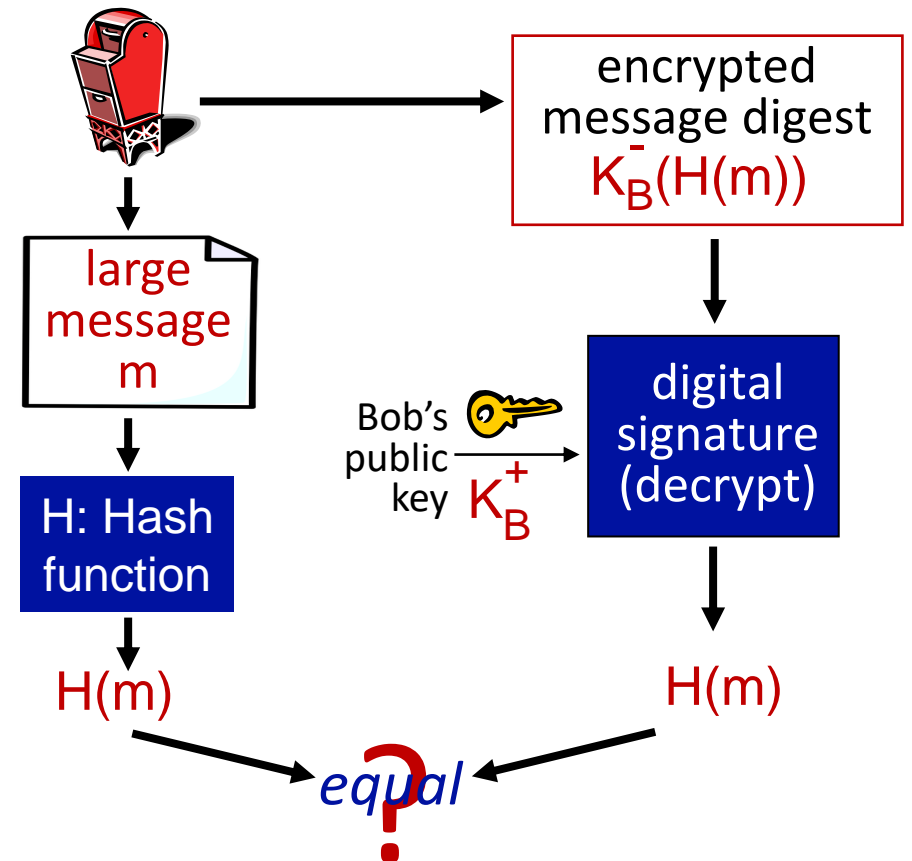 encrypted
message digest
K_B^-(H(m))
large
message
m
Bob’s
public
key K_B^+
digital
signature
(decrypt)
H: Hash
function
H(m)
H(m)
equal
?